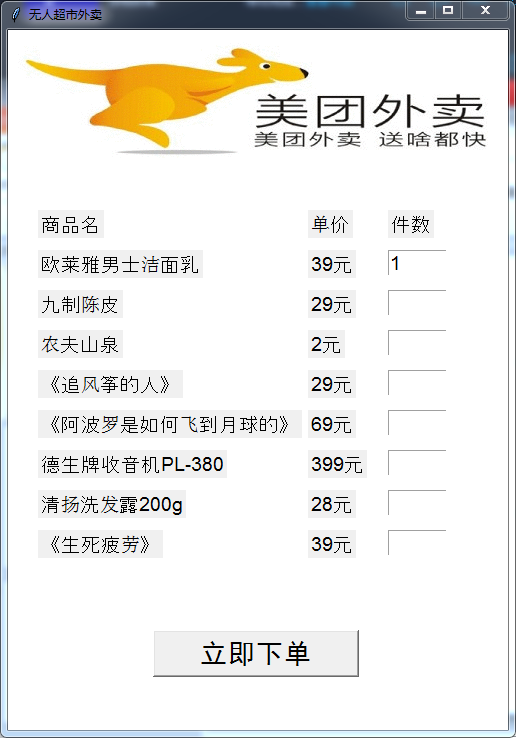 无人超市外卖
美团外卖
美团外卖 送啥都快
商品名 单价 件数
欧莱雅男士洁面乳 39元 1
九制陈皮 29元
农夫山泉 2元
《追风筝的人》 29元
《阿波罗是如何飞到月球的》 69元
德生牌收音机PL-380 399元
清扬洗发露200g 28元
《生死疲劳》 39元
立即下单